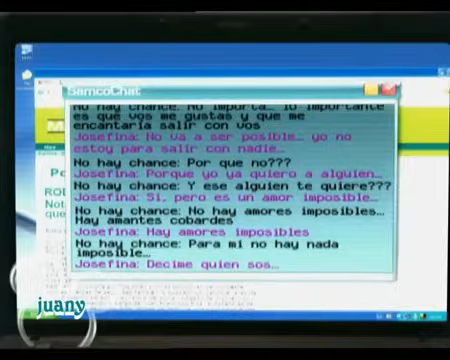 SamcoChat
No hay chance: No importa... lo importante
es que vos me gustas y que me
encantaría salir con vos
Josefina: No va a ser posible... yo no
estoy para salir con nadie...
No hay chance: Por que no???
Josefina: Porque yo ya quiero a alguien...
No hay chance: Y ese alguien te quiere???
Josefina: Si, pero es un amor imposible...
No hay chance: No hay amores imposibles...
Hay amantes cobardes
Josefina: Hay amores imposibles
No hay chance: Para mi no hay nada
imposible...
Josefina: Decime quien sos...
juany